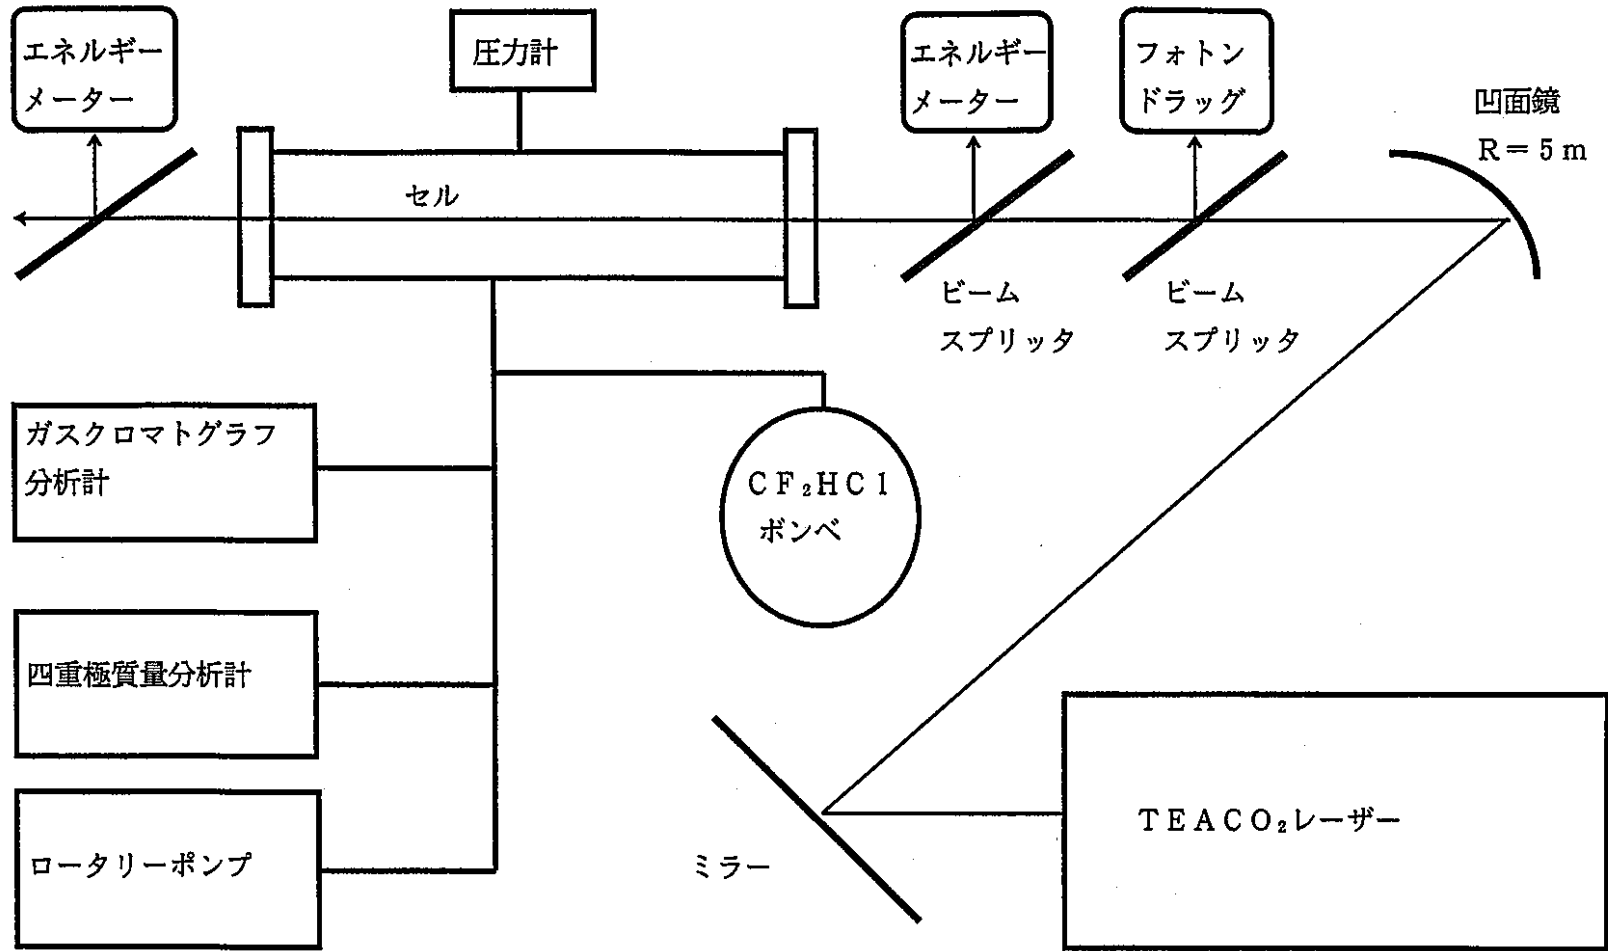 エネルギー
メーター
圧力計
エネルギー
メーター
フォトン
ドラッグ
凹面鏡
R=5m
セル
ビーム
スプリッタ
ビーム
スプリッタ
ガスクロマトグラフ
分析計
CF₂HCl
ボンベ
四重極質量分析計
ロータリーポンプ
ミラー
TEACO₂レーザー